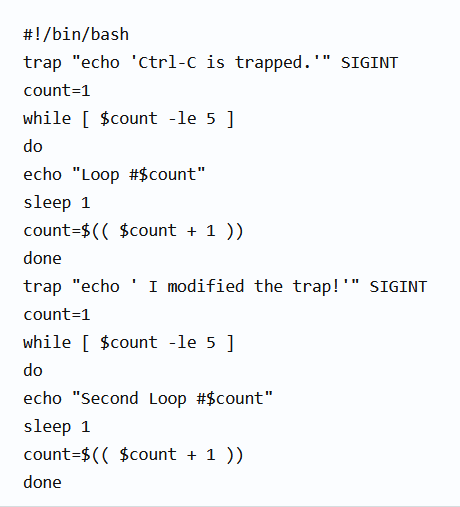 #!/bin/bash
trap "echo 'Ctrl-C is trapped.'" SIGINT
count=1
while [ $count -le 5 ]
do
echo "Loop #$count"
sleep 1
count=$(( $count + 1 ))
done
trap "echo ' I modified the trap!'" SIGINT
count=1
while [ $count -le 5 ]
do
echo "Second Loop #$count"
sleep 1
count=$(( $count + 1 ))
done